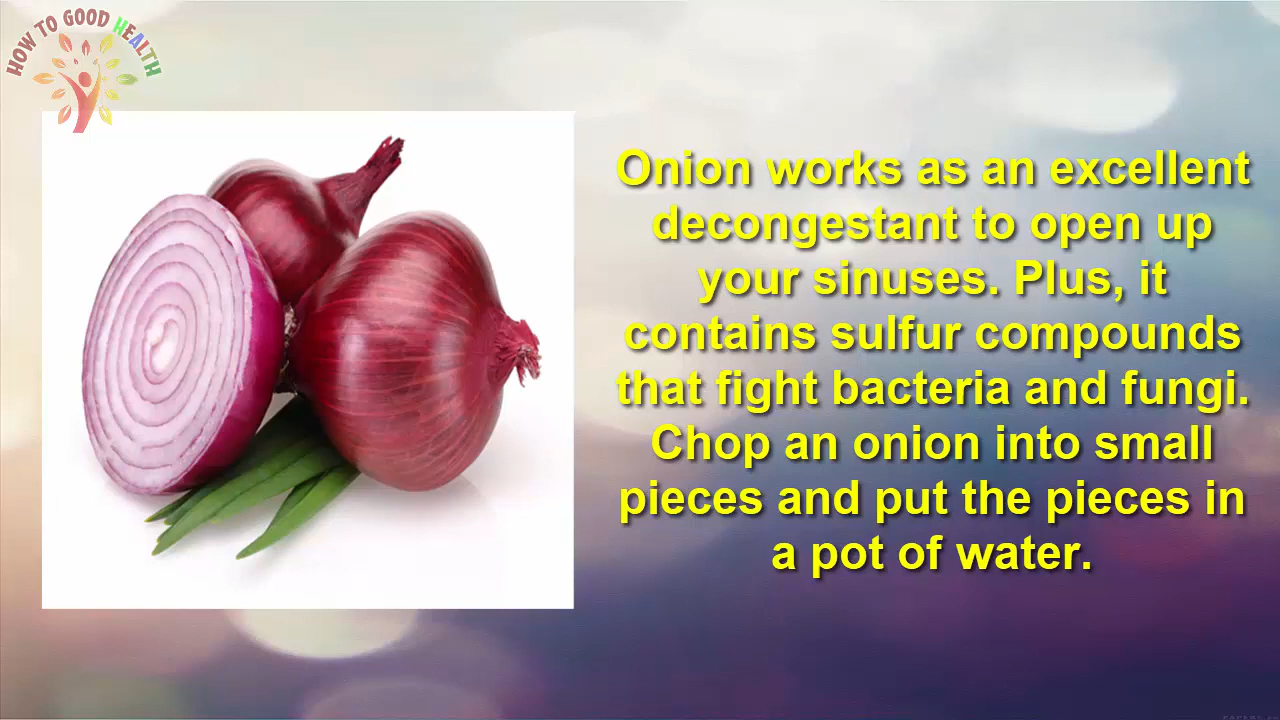 HOW TO GOOD HEALTH
Onion works as an excellent
decongestant to open up
your sinuses. Plus, it
contains sulfur compounds
that fight bacteria and fungi.
Chop an onion into small
pieces and put the pieces in
a pot of water.